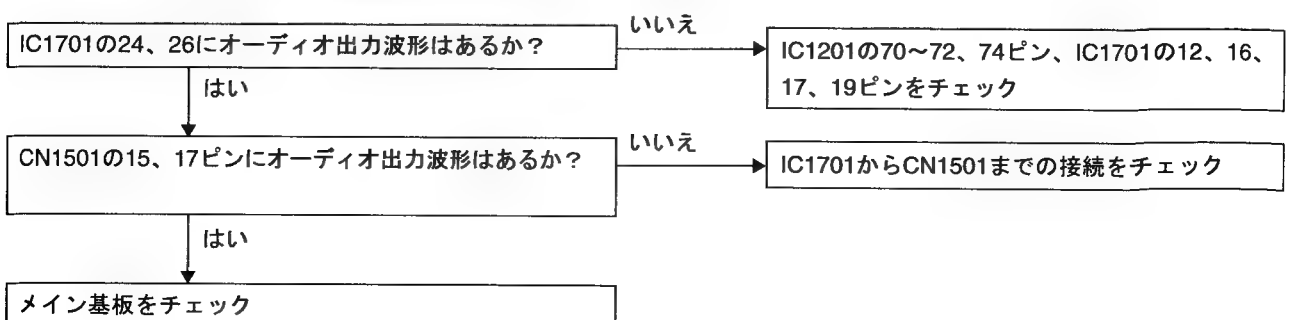 IC1701の24、26にオーディオ出力波形はあるか?
いいえ
IC1201の70〜72、74ピン、IC1701の12、16、
17、19ピンをチェック
はい
CN1501の15、17ピンにオーディオ出力波形はあるか?
いいえ
IC1701からCN1501までの接続をチェック
はい
メイン基板をチェック